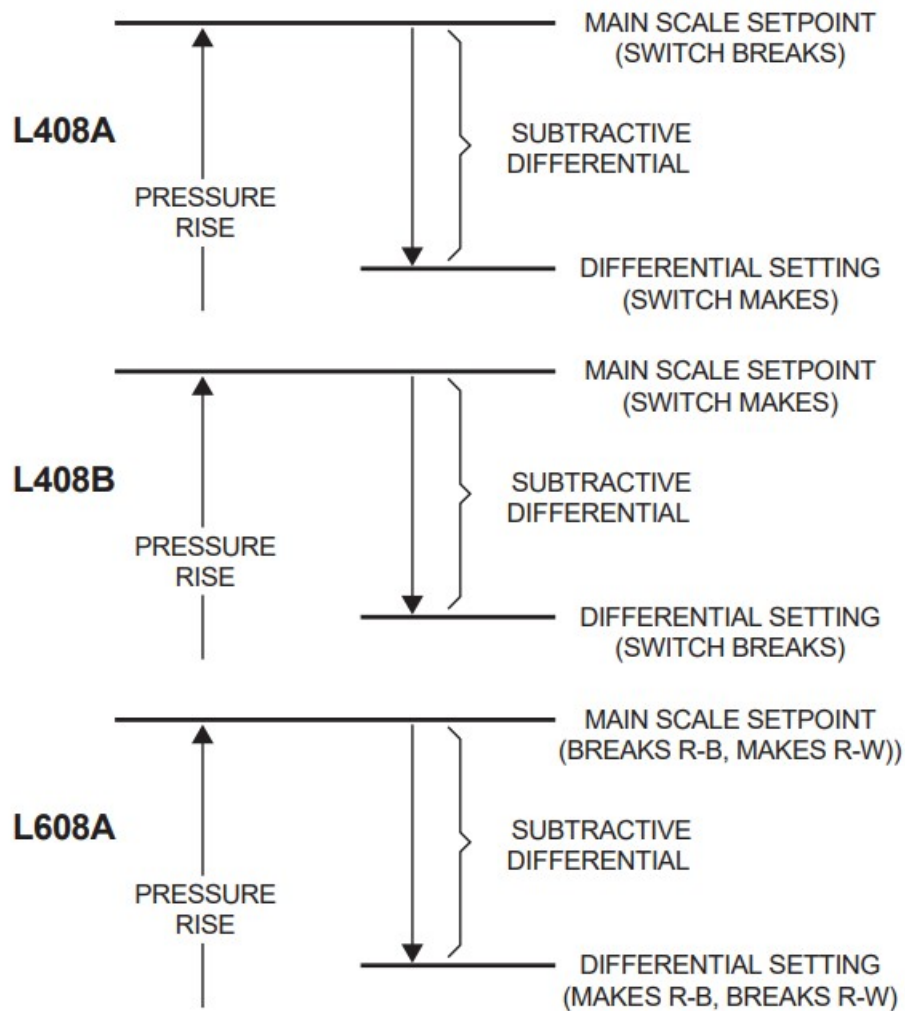 MAIN SCALE SETPOINT
(SWITCH BREAKS)
L408A
SUBTRACTIVE
DIFFERENTIAL
PRESSURE
RISE
DIFFERENTIAL SETTING
(SWITCH MAKES)
MAIN SCALE SETPOINT
(SWITCH MAKES)
L408B
SUBTRACTIVE
DIFFERENTIAL
PRESSURE
RISE
DIFFERENTIAL SETTING
(SWITCH BREAKS)
MAIN SCALE SETPOINT
(BREAKS R-B, MAKES R-W))
L608A
SUBTRACTIVE
DIFFERENTIAL
PRESSURE
RISE
DIFFERENTIAL SETTING
(MAKES R-B, BREAKS R-W)